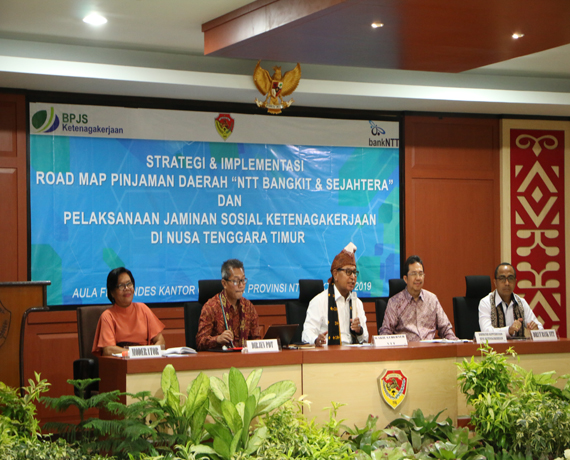 BPJS
Ketenagakerjaan
bankNTT
STRATEGI & IMPLEMENTASI
ROAD MAP PINJAMAN DAERAH “NTT BANGKIT & SEJAHTERA”
DAN
PELAKSANAAN JAMINAN SOSIAL KETENAGAKERJAAN
DI NUSA TENGGARA TIMUR
AULA KANTOR PROVINSI 2019
MODERATOR